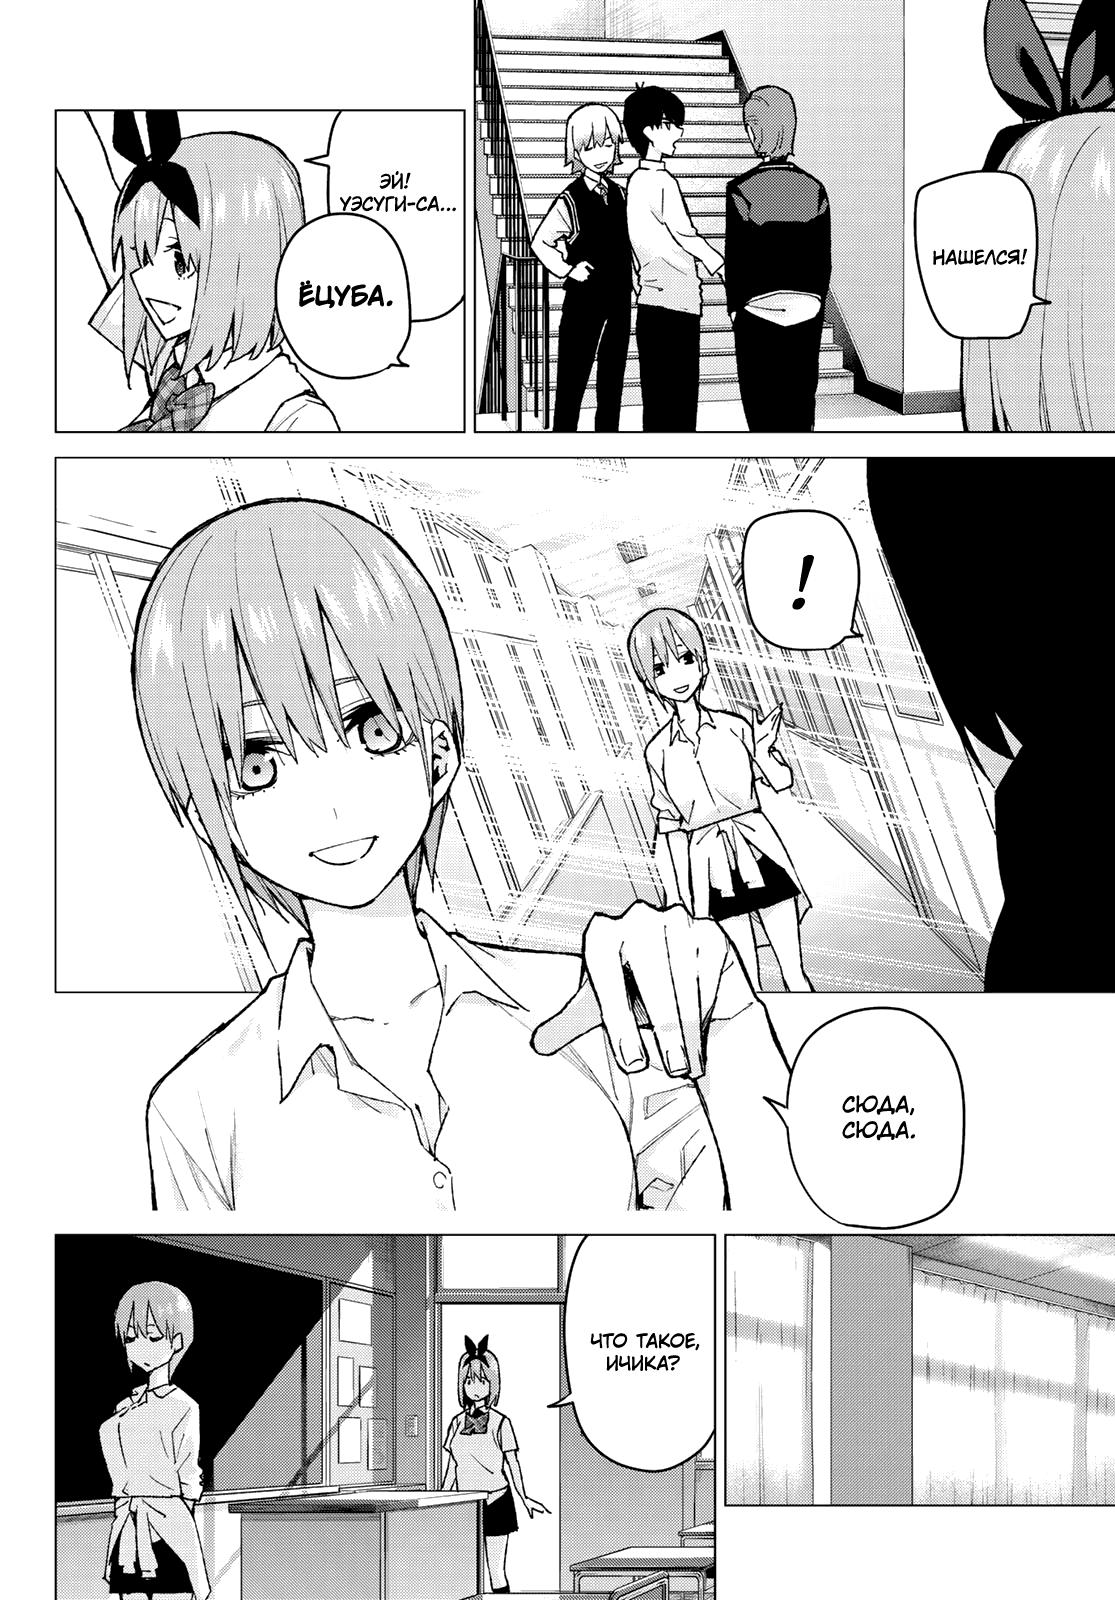 НАШЕЛСЯ!
ЭЙ!
УЭСУГИ-СА...
ЁЦУБА.
!
СЮДА,
СЮДА.
ЧТО ТАКОЕ,
ИЧИКА?